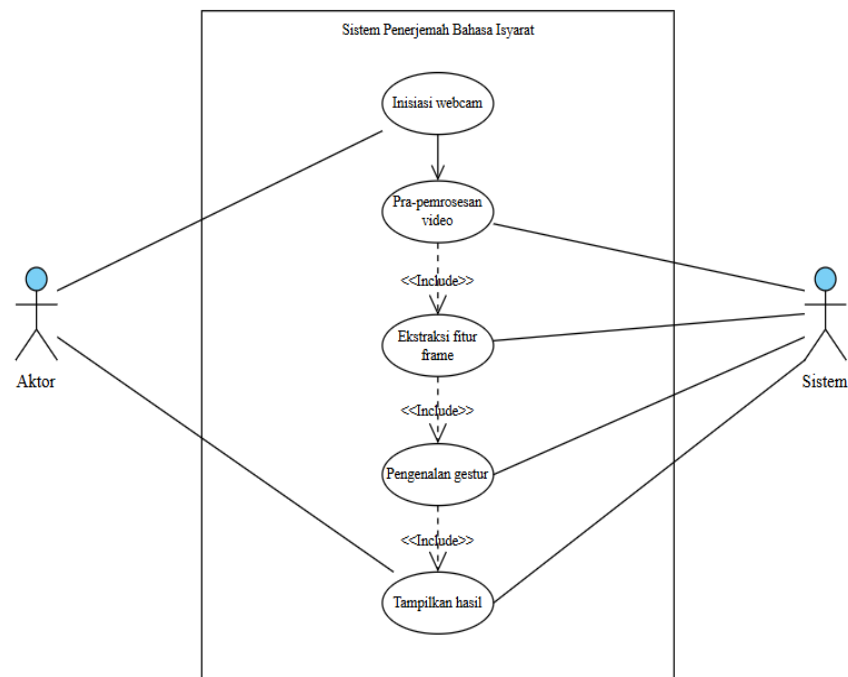 Sistem Penerjemah Bahasa Isyarat
Inisiasi webcam
Pra-pemrosesan
video
<<Include>>
Ekstraksi fitur
frame
Aktor
Sistem
<<Include>>
Pengenalan gestur
<<Include>>
Tampilkan hasil